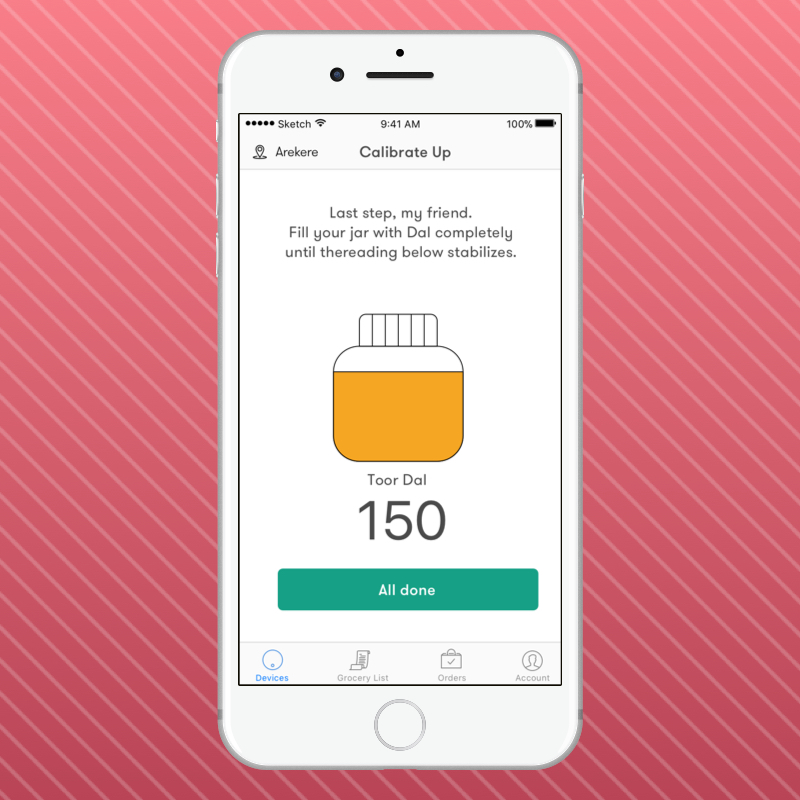 ●●●●● Sketch 9:41 AM 100%
Arekere Calibrate Up
Last step, my friend.
Fill your jar with Dal completely
until thereading below stabilizes.
Toor Dal
150
All done
Devices Grocery List Orders Account